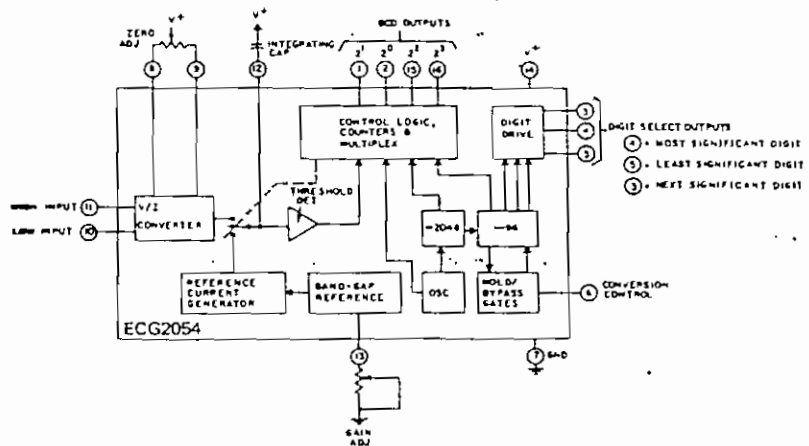 BCD OUTPUTS
V+
V+
V+
ZERO ADJ
INTEGRATING CAP
2¹ 2⁰ 2² 2³
8 9 12 1 2 15 16 14
CONTROL LOGIC, COUNTERS & MULTIPLEX
DIGIT DRIVE
3
4
5
DIGIT SELECT OUTPUTS
4 = MOST SIGNIFICANT DIGIT
5 = LEAST SIGNIFICANT DIGIT
3 = NEXT SIGNIFICANT DIGIT
THRESHOLD DET
HIGH INPUT 11
LOW INPUT 10
V/I CONVERTER
÷2048
÷96
REFERENCE CURRENT GENERATOR
BAND-GAP REFERENCE
OSC
HOLD/ BYPASS GATES
6 CONVERSION CONTROL
ECG2054
13
7 GND
GAIN ADJ